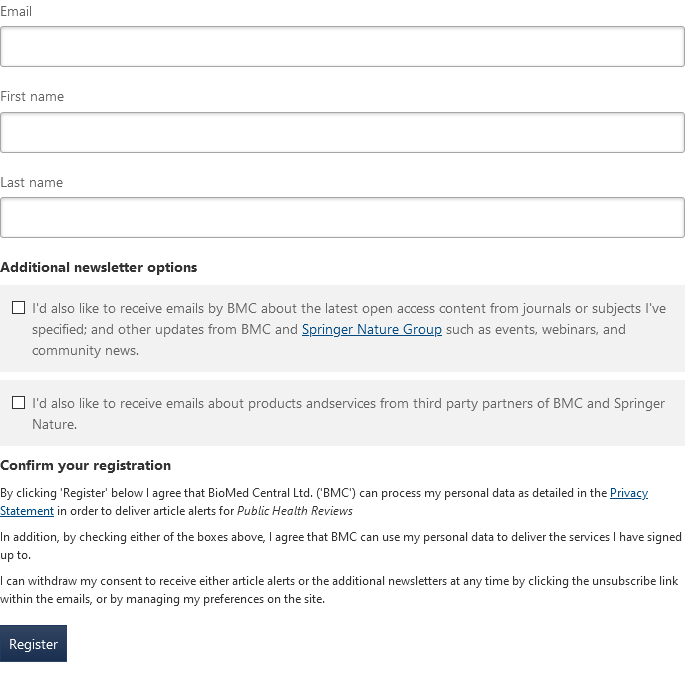 Email
First name
Last name
Additional newsletter options
I'd also like to receive emails by BMC about the latest open access content from journals or subjects I've
specified; and other updates from BMC and Springer Nature Group such as events, webinars, and
community news.
I'd also like to receive emails about products andservices from third party partners of BMC and Springer
Nature.
Confirm your registration
By clicking 'Register' below I agree that BioMed Central Ltd. ('BMC') can process my personal data as detailed in the Privacy
Statement in order to deliver article alerts for Public Health Reviews
In addition, by checking either of the boxes above, I agree that BMC can use my personal data to deliver the services I have signed
up to.
I can withdraw my consent to receive either article alerts or the additional newsletters at any time by clicking the unsubscribe link
within the emails, or by managing my preferences on the site.
Register